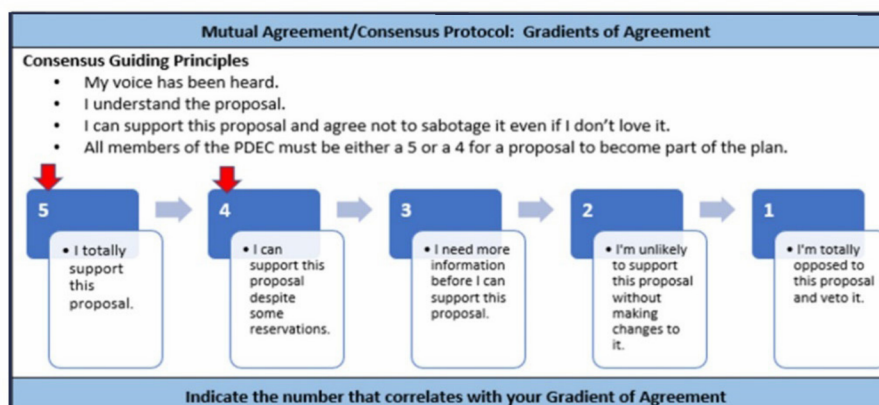 Mutual Agreement/Consensus Protocol: Gradients of Agreement
Consensus Guiding Principles
• My voice has been heard.
• I understand the proposal.
• I can support this proposal and agree not to sabotage it even if I don't love it.
• All members of the PDEC must be either a 5 or a 4 for a proposal to become part of the plan.
5
• I totally
support
this
proposal.
4
• I can
support this
proposal
despite
some
reservations.
3
• I need more
information
before I can
support this
proposal.
2
• I'm unlikely
to support
this proposal
without
making
changes to
it.
1
• I'm totally
opposed to
this proposal
and veto it.
Indicate the number that correlates with your Gradient of Agreement